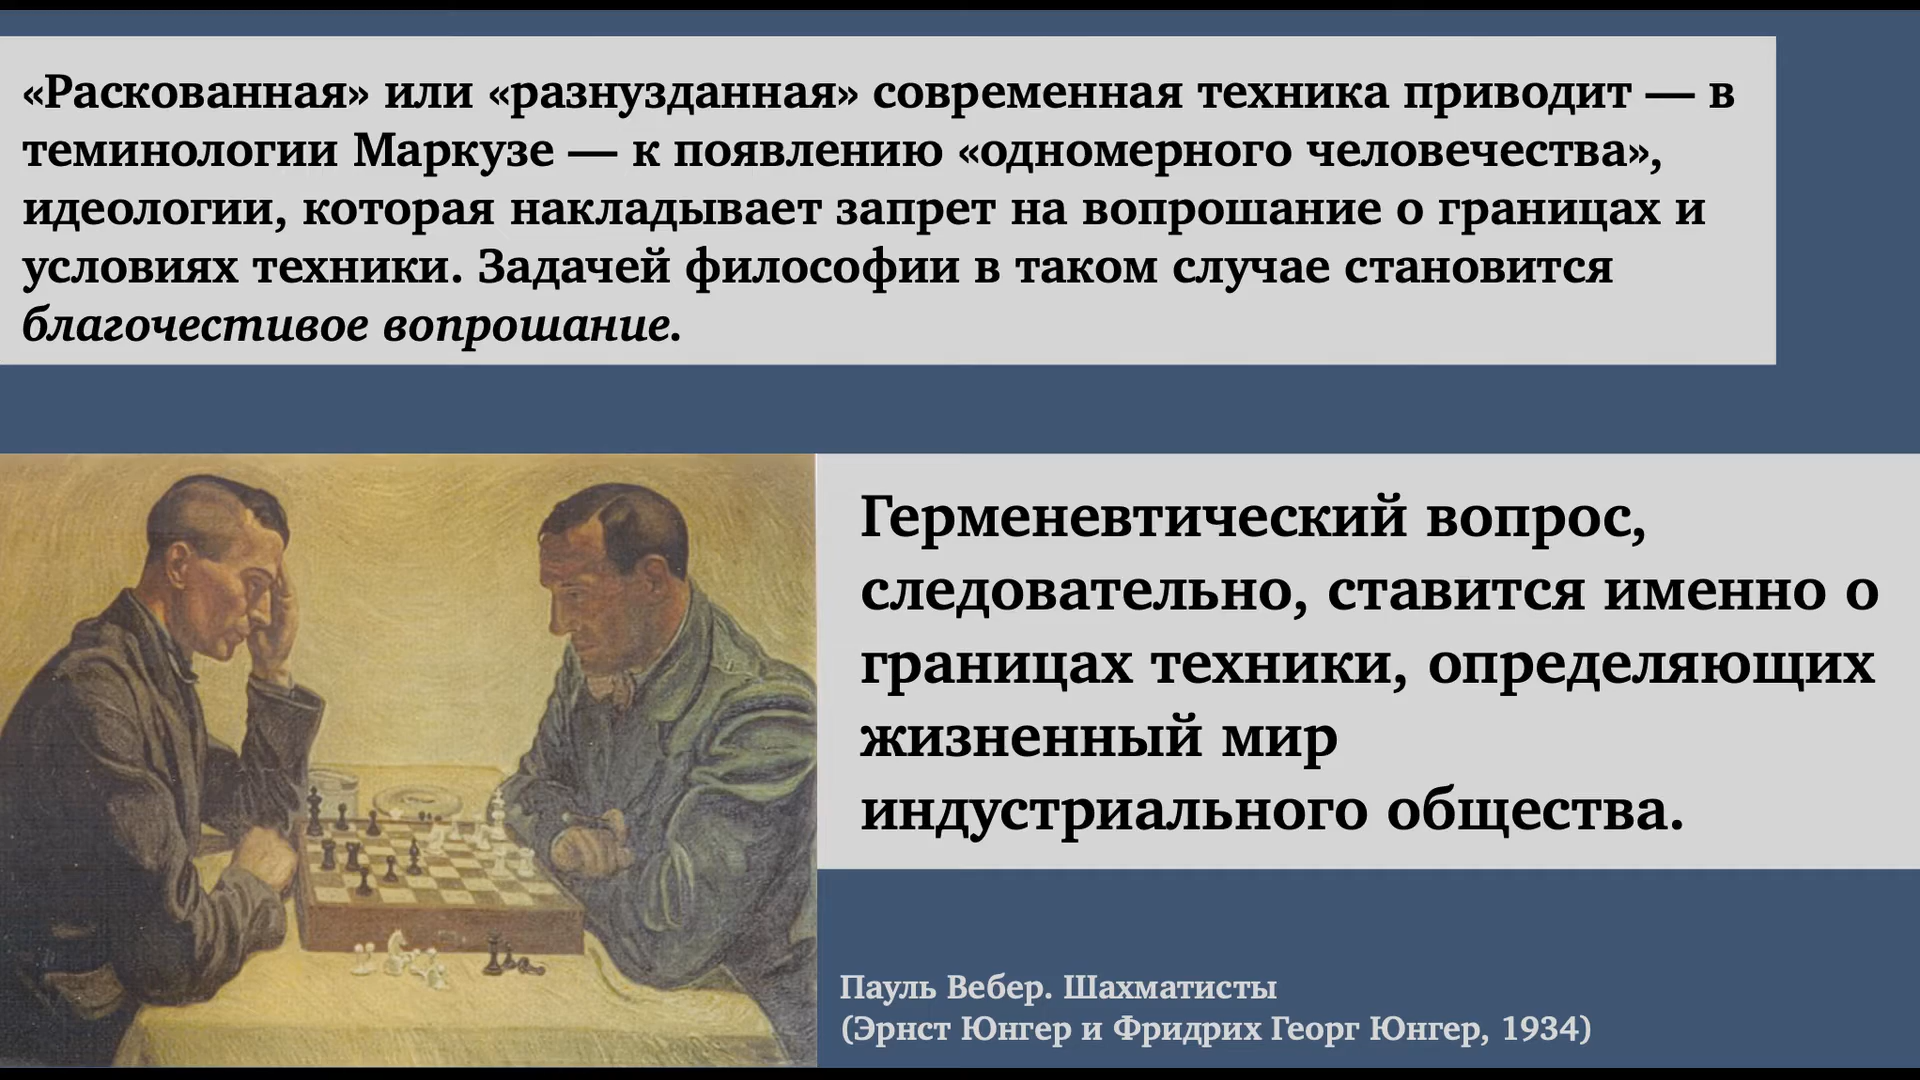 «Раскованная» или «разнузданная» современная техника приводит — в
теминологии Маркузе — к появлению «одномерного человечества»,
идеологии, которая накладывает запрет на вопрошание о границах и
условиях техники. Задачей философии в таком случае становится
благочестивое вопрошание.
Герменевтический вопрос,
следовательно, ставится именно о
границах техники, определяющих
жизненный мир
индустриального общества.
Пауль Вебер. Шахматисты
(Эрнст Юнгер и Фридрих Георг Юнгер, 1934)